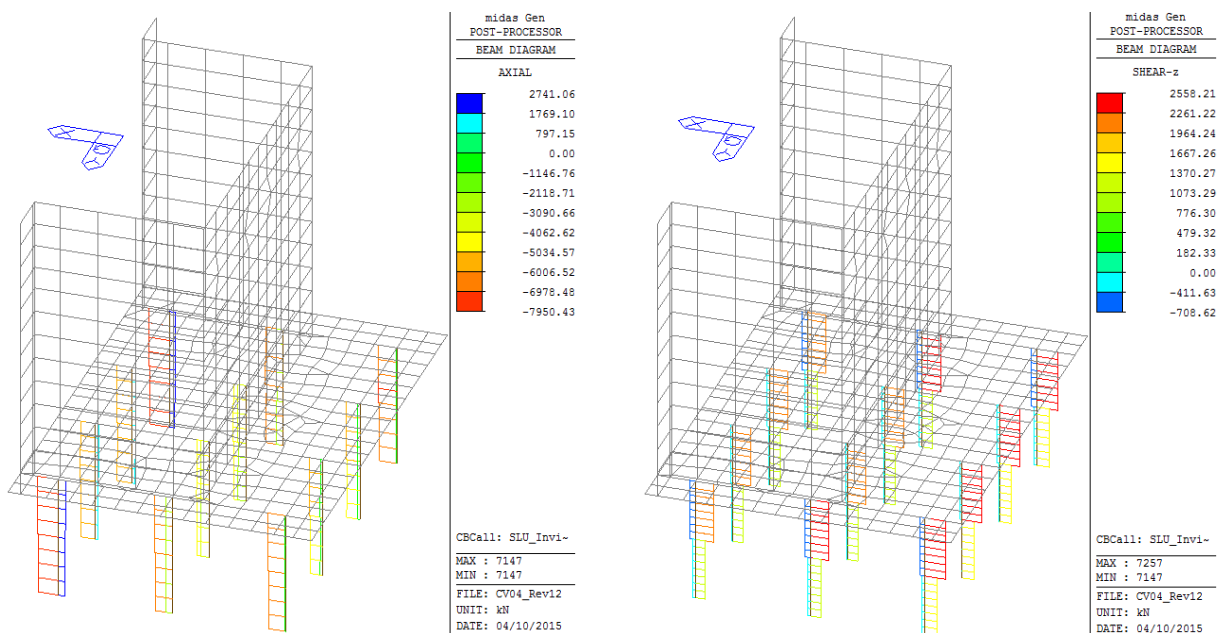 midas Gen
POST-PROCESSOR
BEAM DIAGRAM
AXIAL
2741.06
1769.10
797.15
0.00
-1146.76
-2118.71
-3090.66
-4062.62
-5034.57
-6006.52
-6978.48
-7950.43
CBCall: SLU_Invi~
MAX : 7147
MIN : 7147
FILE: CV04_Rev12
UNIT: kN
DATE: 04/10/2015
midas Gen
POST-PROCESSOR
BEAM DIAGRAM
SHEAR-z
2558.21
2261.22
1964.24
1667.26
1370.27
1073.29
776.30
479.32
182.33
0.00
-411.63
-708.62
CBCall: SLU_Invi~
MAX : 7257
MIN : 7147
FILE: CV04_Rev12
UNIT: kN
DATE: 04/10/2015